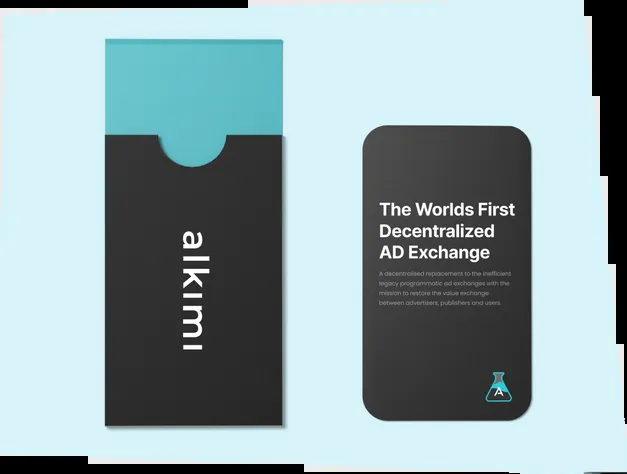 alkımı
The Worlds First
Decentralized
AD Exchange
A decentralised replacement to the inefficient
legacy programmatic ad exchanges with the
mission to restore the value exchange
between advertisers, publishers and users.
A